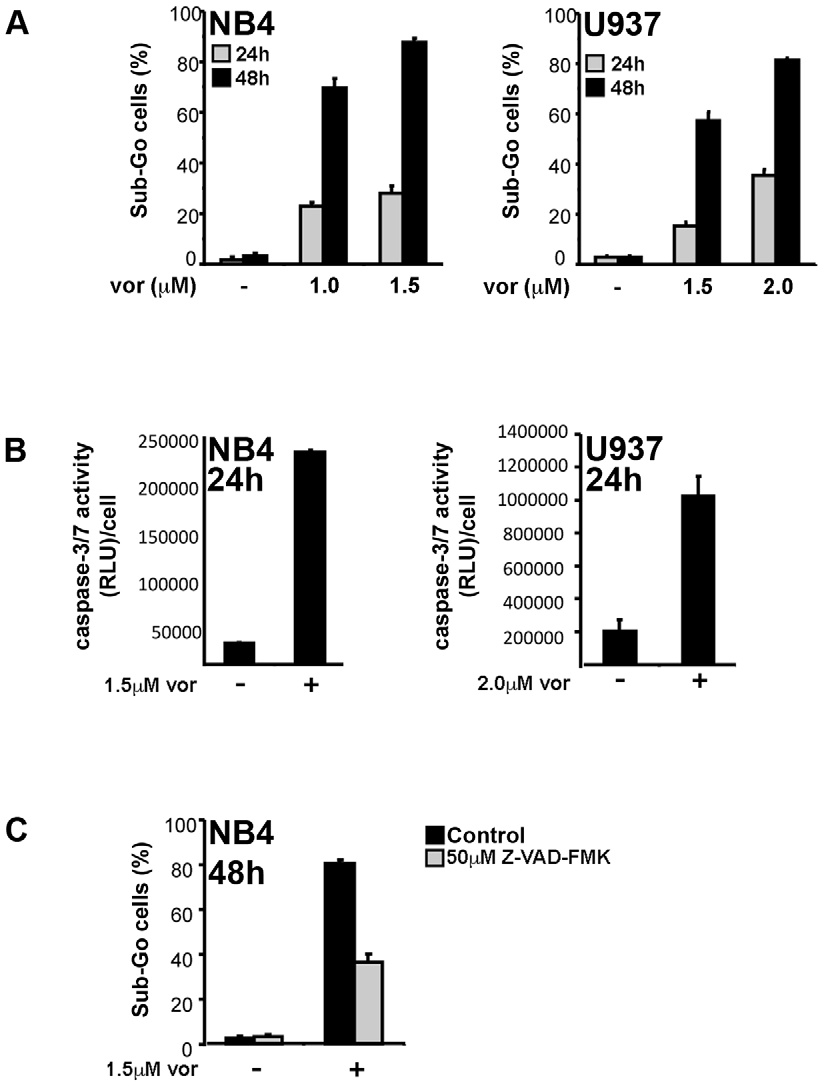 A
NB4
24h
48h
Sub-Go cells (%)
100
80
60
40
20
0
vor (μM)
- 1.0 1.5
U937
24h
48h
Sub-Go cells (%)
100
80
60
40
20
0
vor (μM)
- 1.5 2.0
B
NB4
24h
caspase-3/7 activity
(RLU)/cell
250000
200000
150000
100000
50000
1.5μM vor - +
U937
24h
caspase-3/7 activity
(RLU)/cell
1400000
1200000
1000000
800000
600000
400000
200000
2.0μM vor - +
C
NB4
48h
Sub-Go cells (%)
100
80
60
40
20
0
1.5μM vor - +
Control
50μM Z-VAD-FMK